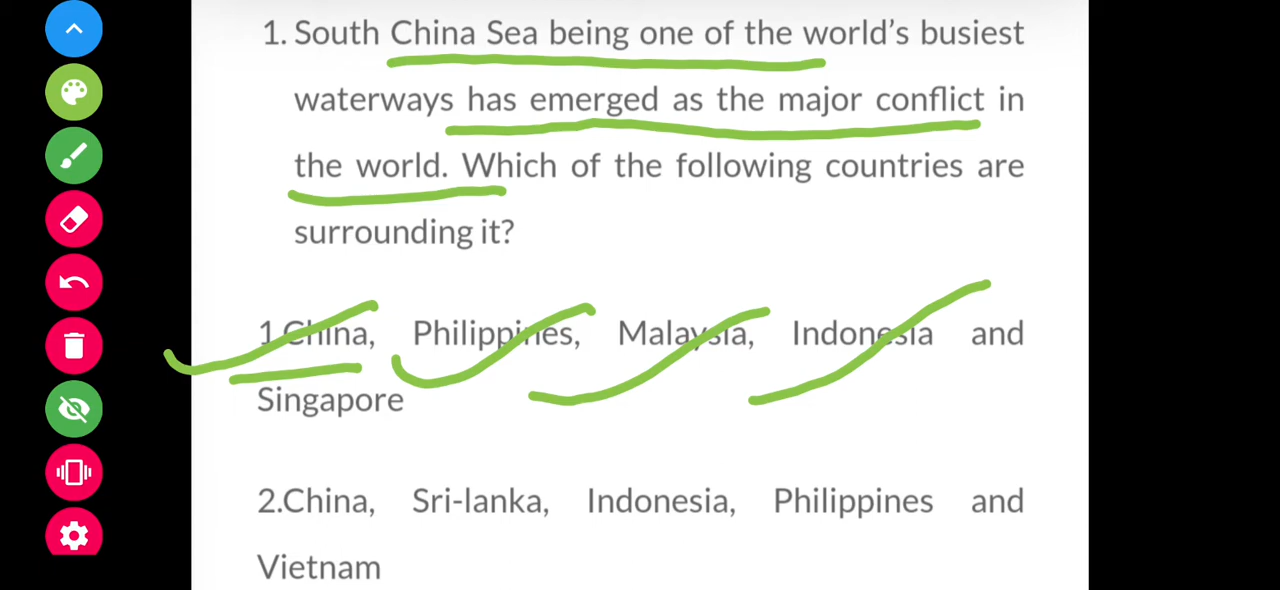 1. South China Sea being one of the world's busiest
waterways has emerged as the major conflict in
the world. Which of the following countries are
surrounding it?
1.China, Philippines, Malaysia, Indonesia and
Singapore
2.China, Sri-lanka, Indonesia, Philippines and
Vietnam